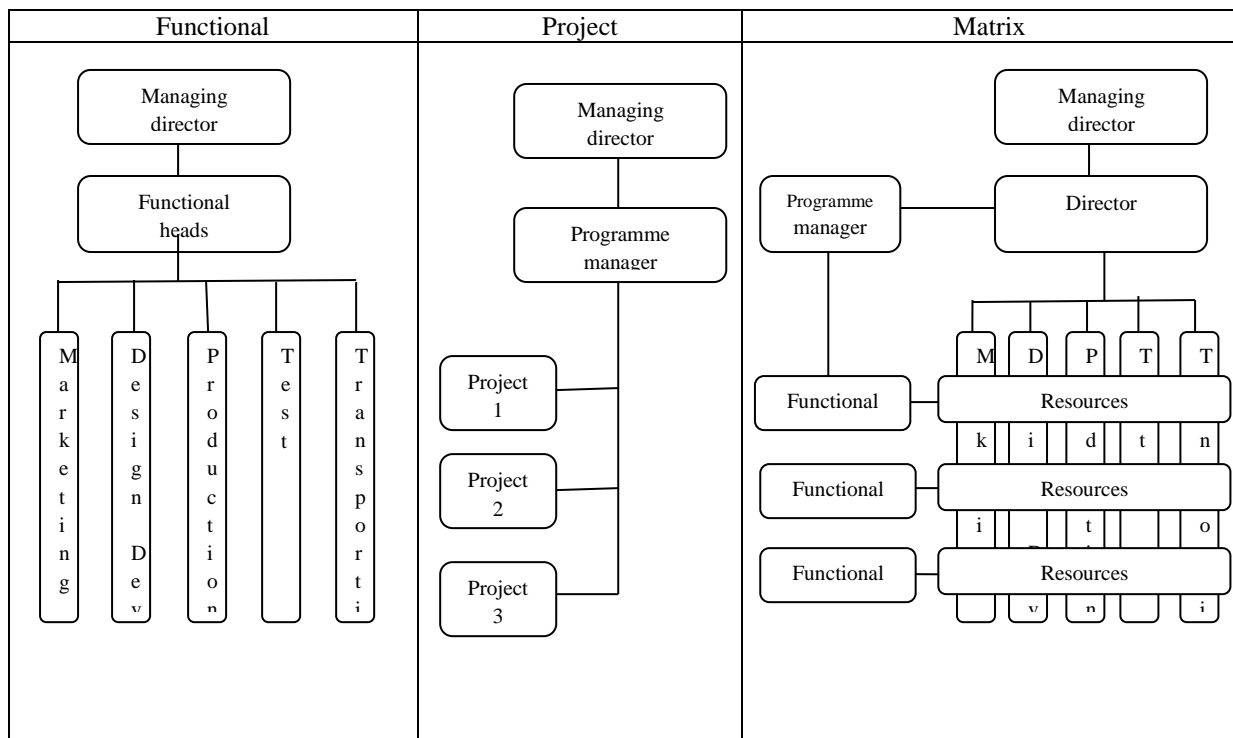 Functional
Project
Matrix
Managing
director
Functional
heads
Marketing
Design Dev
Production
Test
Transporti
Managing
director
Programme
manager
Project
1
Project
2
Project
3
Managing
director
Programme
manager
Director
M D P T T
Functional
Resources
k i d t n
Functional
Resources
i t o
Functional
Resources
v n i